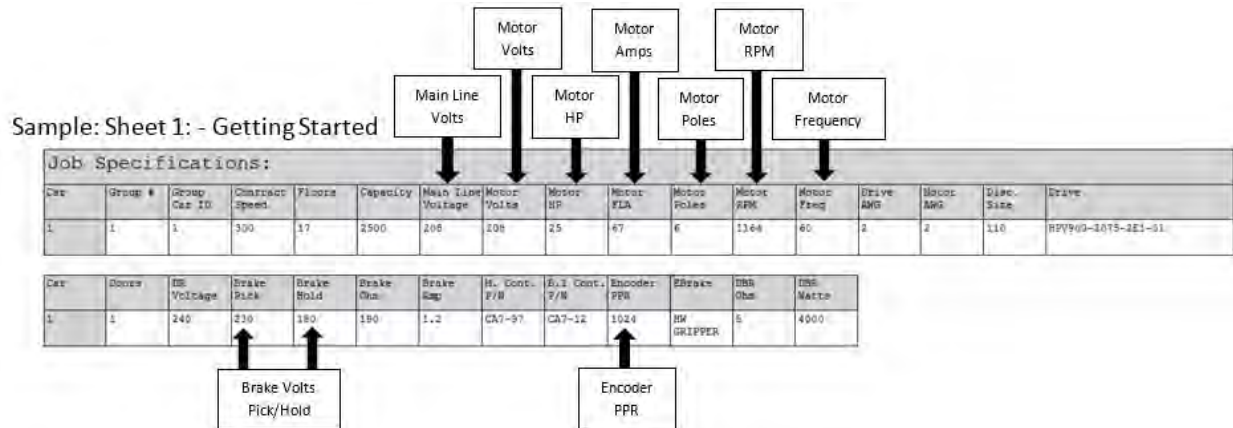 Motor
Volts
Motor
Amps
Motor
RPM
Main Line
Volts
Motor
HP
Motor
Poles
Motor
Frequency
Sample: Sheet 1: - Getting Started
Job Specifications:
Car Group # Group Car ID Contract Speed Floors Capacity Main Line Voltage Motor Volts Motor HP Motor FLA Motor Poles Motor RPM Motor Freq Drive AWG Motor AWG Disc. Size Drive
1 1 1 300 17 2500 208 208 25 67 6 60 2 2 110
Car Doors Voltage Brake Pick Brake Hold Brake Ohm Brake Amp M. Cont. P/N Cont. P/N Encoder PPR EBrake DBR Ohm DBR Watts
1 1 240 230 180 190 1.2 CA7-97 CA7-12 1024 HW GRIPPER 5 4000
Brake Volts
Pick/Hold
Encoder
PPR